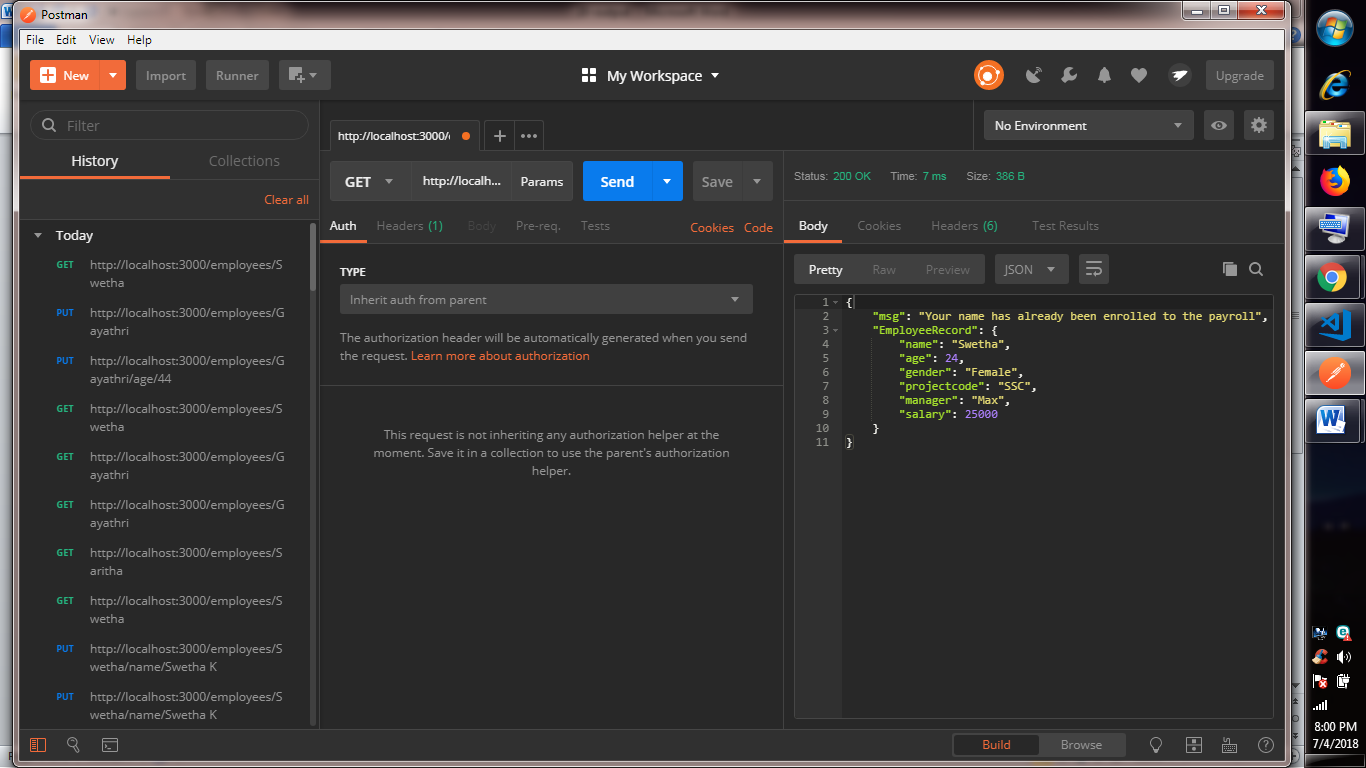 Postman
File Edit View Help
New Import Runner My Workspace Upgrade
Filter
History Collections
Clear all
Today
GET http://localhost:3000/employees/S
wetha
PUT http://localhost:3000/employees/G
ayathri
PUT http://localhost:3000/employees/G
ayathri/age/44
GET http://localhost:3000/employees/S
wetha
GET http://localhost:3000/employees/G
ayathri
GET http://localhost:3000/employees/G
ayathri
GET http://localhost:3000/employees/S
aritha
GET http://localhost:3000/employees/S
wetha
PUT http://localhost:3000/employees/S
wetha/name/Swetha K
PUT http://localhost:3000/employees/S
wetha/name/Swetha K
http://localhost:3000/
No Environment
GET http://localh... Params Send Save
Auth Headers (1) Body Pre-req. Tests Cookies Code
TYPE
Inherit auth from parent
The authorization header will be automatically generated when you send
the request. Learn more about authorization
This request is not inheriting any authorization helper at the
moment. Save it in a collection to use the parent's authorization
helper.
Status: 200 OK Time: 7 ms Size: 386 B
Body Cookies Headers (6) Test Results
Pretty Raw Preview JSON
1 {
2 "msg": "Your name has already been enrolled to the payroll",
3 "EmployeeRecord": {
4 "name": "Swetha",
5 "age": 24,
6 "gender": "Female",
7 "projectcode": "SSC",
8 "manager": "Max",
9 "salary": 25000
10 }
11 }
Build Browse
8:00 PM
7/4/2018